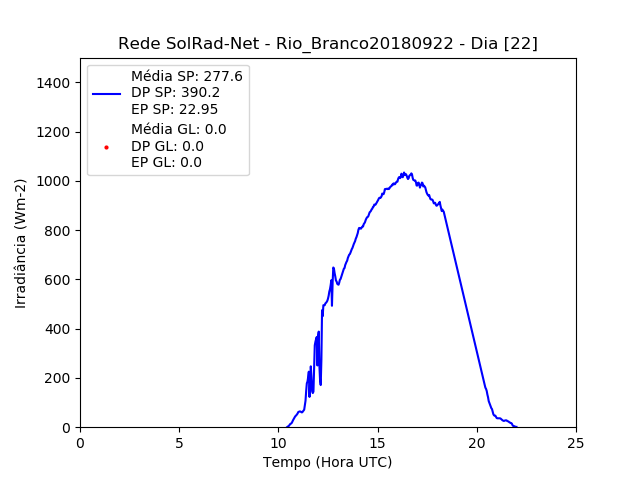 Rede SolRad-Net - Rio_Branco20180922 - Dia [22]
Média SP: 277.6
DP SP: 390.2
EP SP: 22.95
Média GL: 0.0
DP GL: 0.0
EP GL: 0.0
1400
1200
1000
800
600
400
200
0
Irradiância (Wm-2)
0 5 10 15 20 25
Tempo (Hora UTC)